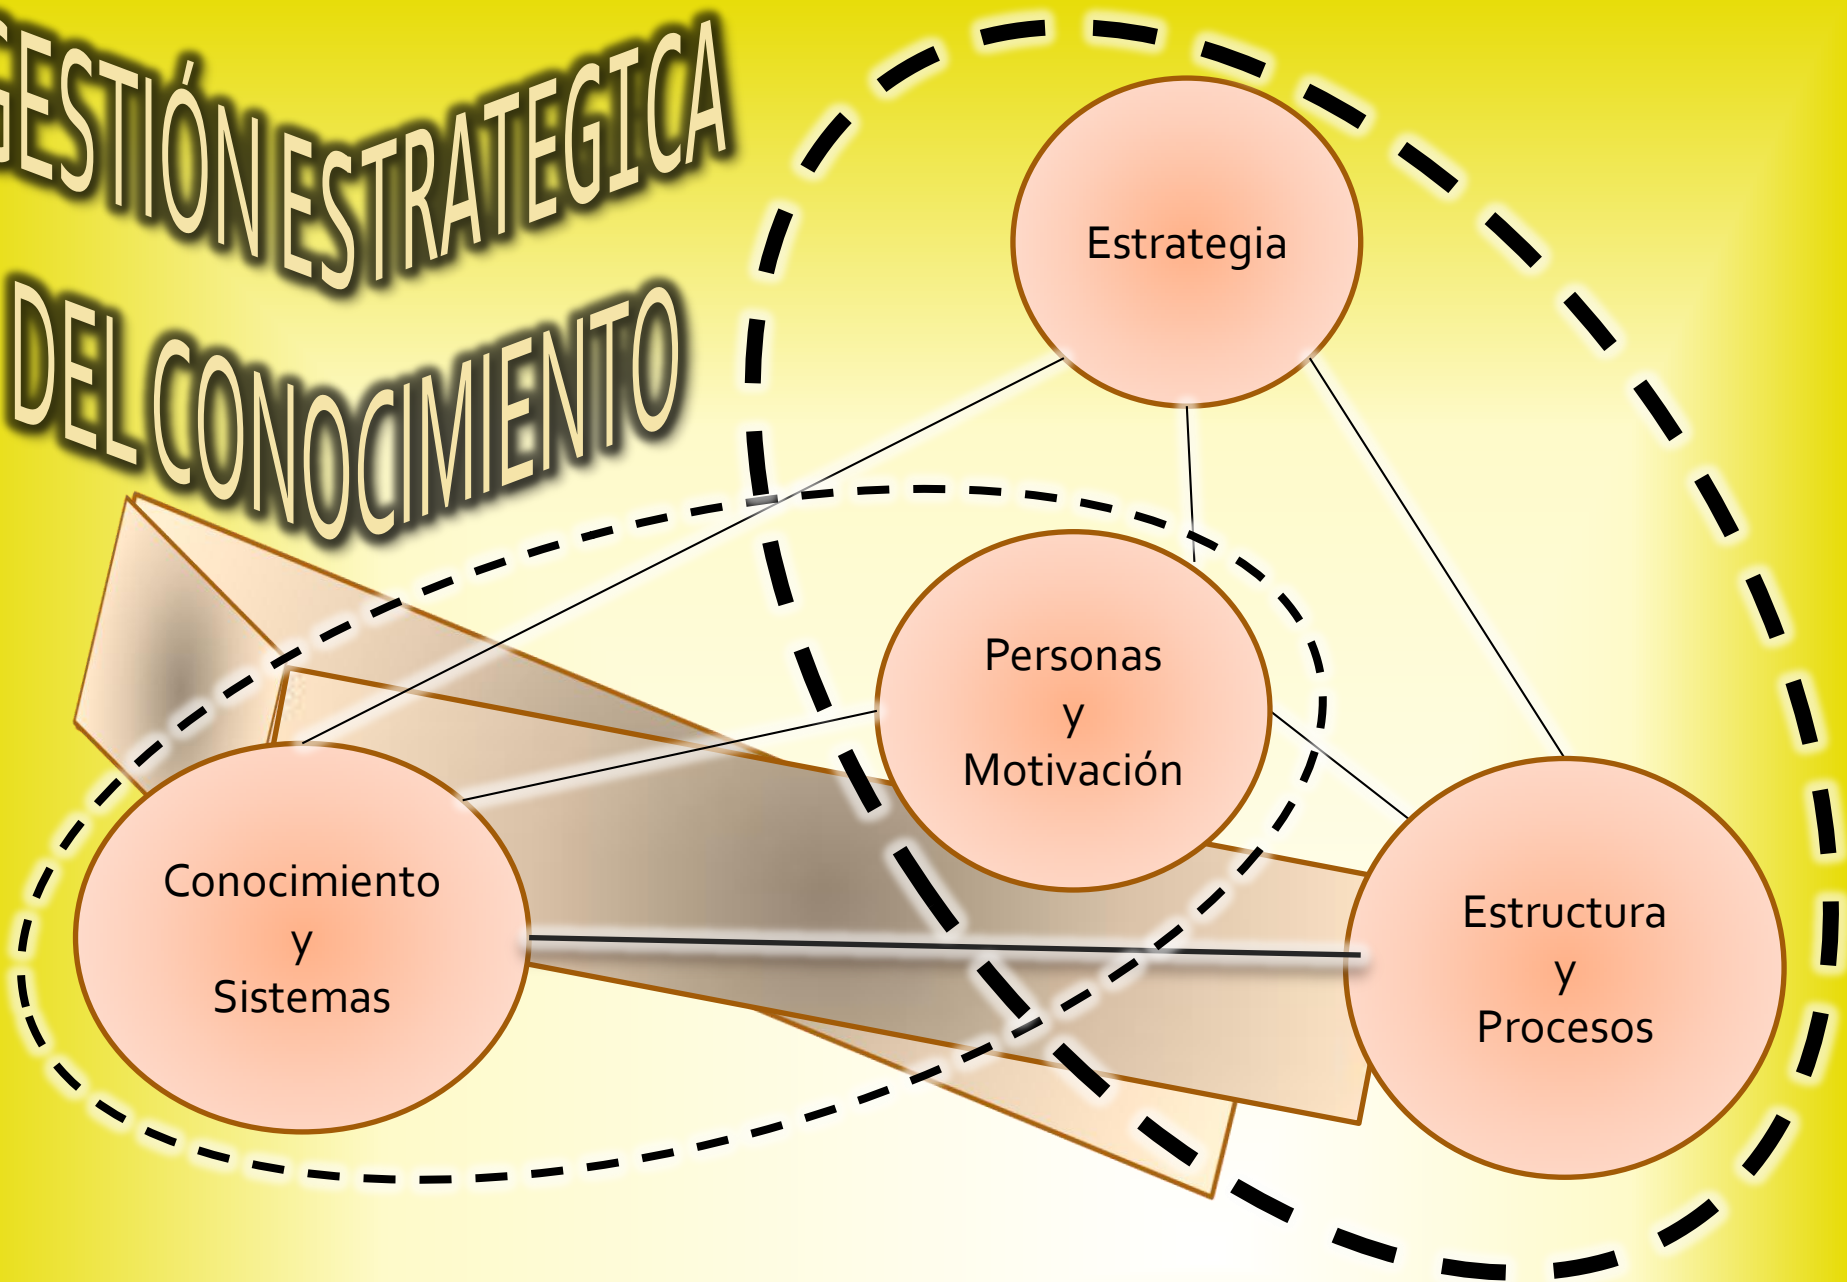 GESTIÓN ESTRATEGICA
DEL CONOCIMIENTO
Estrategia
Personas
y
Motivación
Conocimiento
y
Sistemas
Estructura
y
Procesos